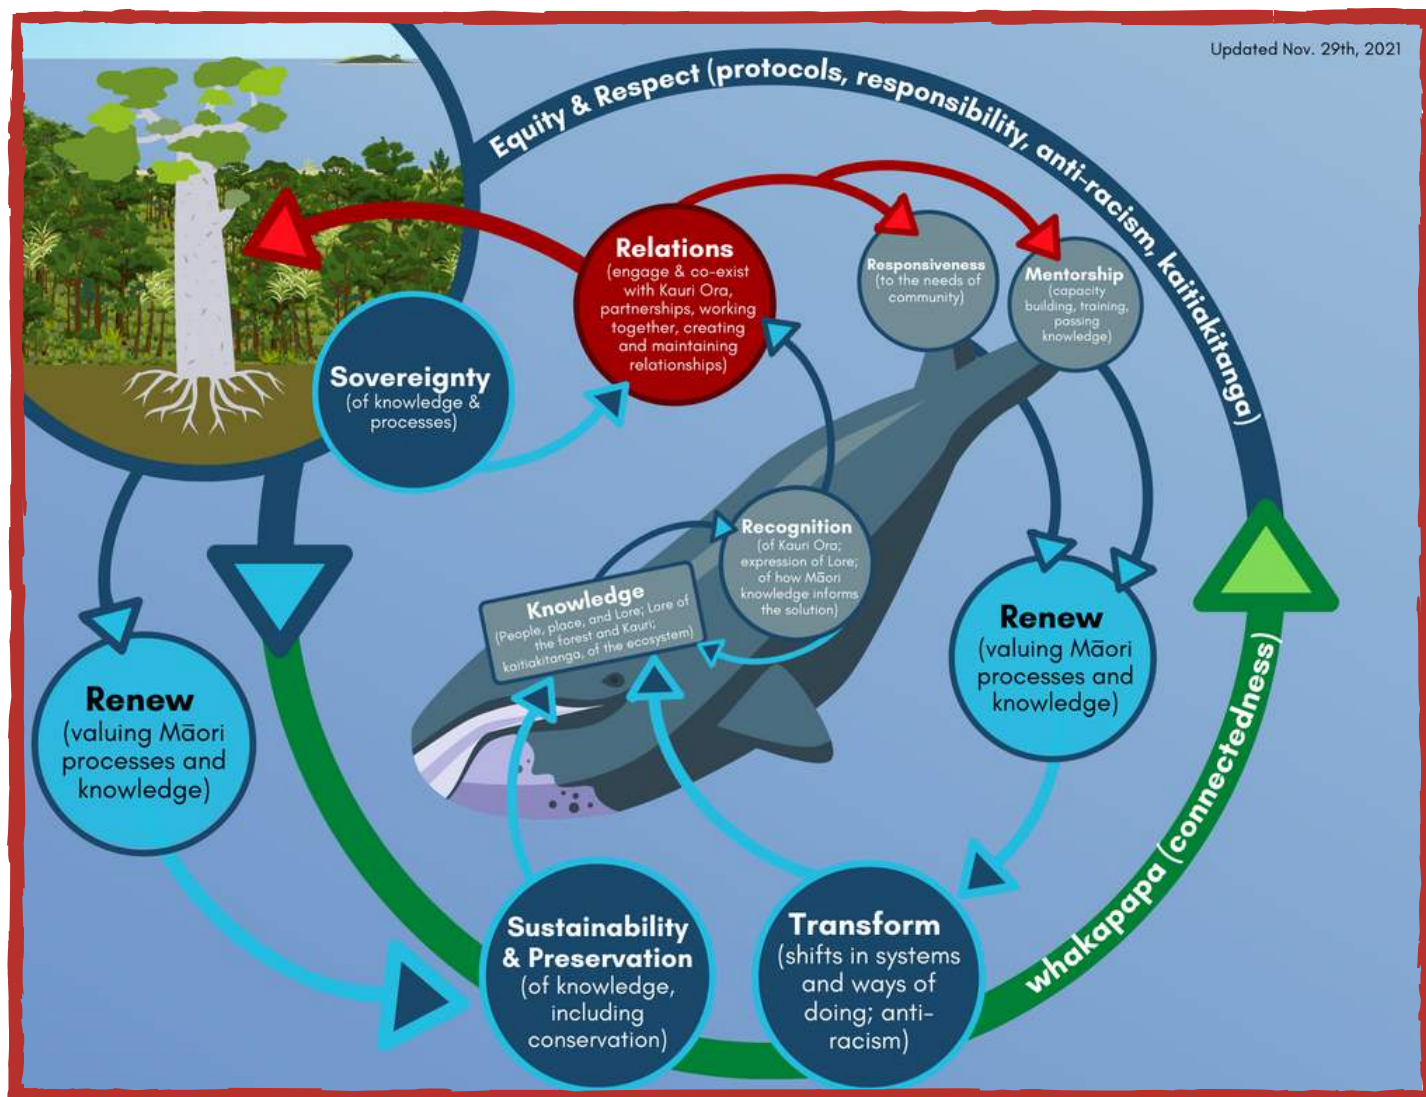 Updated Nov. 29th, 2021
Equity & Respect (protocols, responsibility, anti-racism, kaitiakitanga)
Relations
(engage & co-exist
with Kauri Ora,
partnerships, working
together, creating
and maintaining
relationships)
Responsiveness
(to the needs of
community)
Mentorship
(capacity
building, training,
passing
knowledge)
Sovereignty
(of knowledge &
processes)
Recognition
(of Kauri Ora;
expression of Lore;
of how Māori
knowledge informs
the solution)
Knowledge
(People, place, and Lore; Lore of
the forest and Kauri;
kaitiakitanga, of the ecosystem)
Renew
(valuing Māori
processes and
knowledge)
Renew
(valuing Māori
processes and
knowledge)
whakapapa (connectedness)
Sustainability
& Preservation
(of knowledge,
including
conservation)
Transform
(shifts in systems
and ways of
doing; anti-
racism)